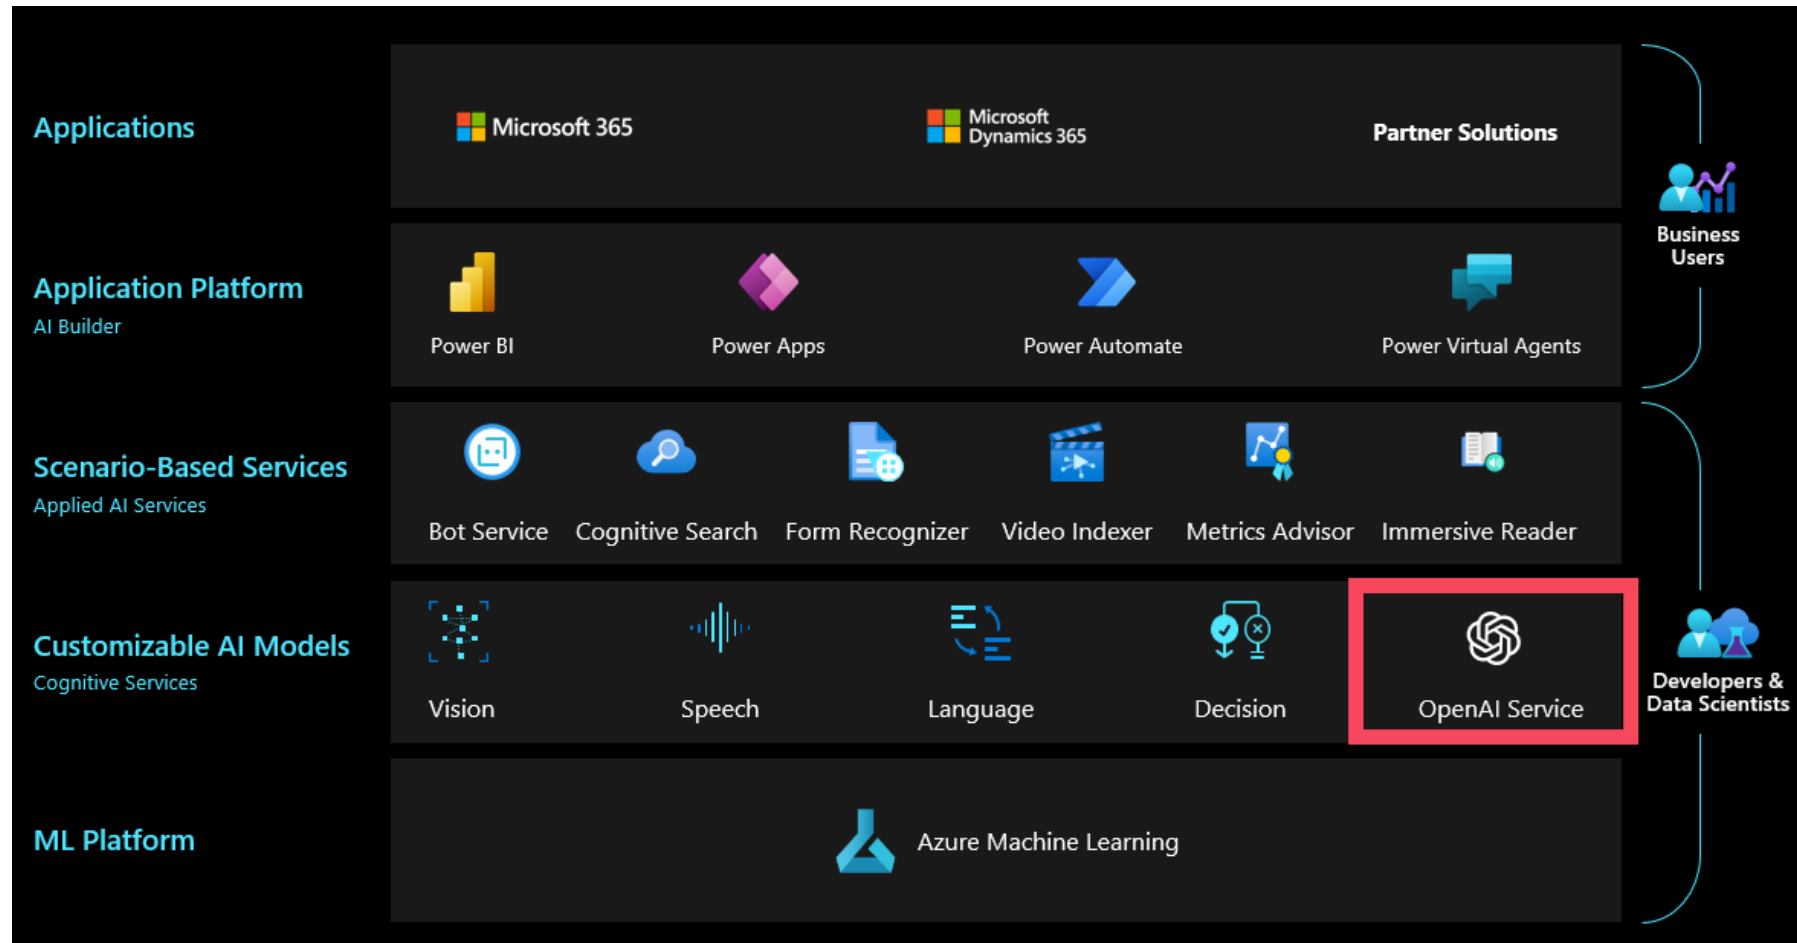 Applications
Microsoft 365
Microsoft
Dynamics 365
Partner Solutions
Business
Users
Application Platform
AI Builder
Power BI
Power Apps
Power Automate
Power Virtual Agents
Scenario-Based Services
Applied AI Services
Bot Service
Cognitive Search
Form Recognizer
Video Indexer
Metrics Advisor
Immersive Reader
Customizable AI Models
Cognitive Services
Vision
Speech
Language
Decision
OpenAI Service
Developers &
Data Scientists
ML Platform
Azure Machine Learning